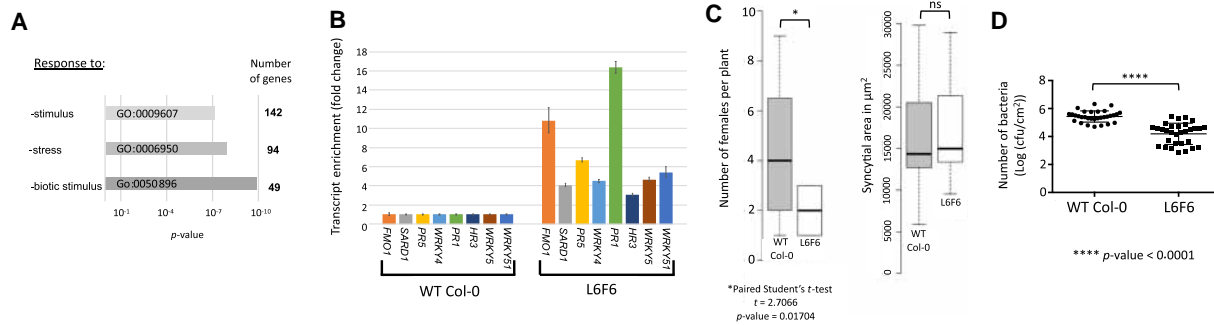 A
Response to:
Number
of genes
-stimulus
GO:0009607
142
-stress
GO:0006950
94
-biotic stimulus
Go:0050896
49
10-1
10-4
10-7
10-10
p-value
B
Transcript enrichment (fold change)
18
16
14
12
10
8
6
4
2
0
FMO1
SARD1
PR5
WRKY4
PR1
HR3
WRKY5
WRKY51
FMO1
SARD1
PR5
WRKY4
PR1
HR3
WRKY5
WRKY51
WT Col-0
L6F6
C
Number of females per plant
10
8
6
4
2
0
*
WT
Col-0
L6F6
*Paired Student's t-test
t = 2.7066
p-value = 0.01704
Syncytial area in µm2
30000
25000
20000
15000
10000
5000
0
ns
WT
Col-0
L6F6
D
Number of bacteria
(Log (cfu/cm2))
8
6
4
2
0
****
WT Col-0
L6F6
**** p-value < 0.0001